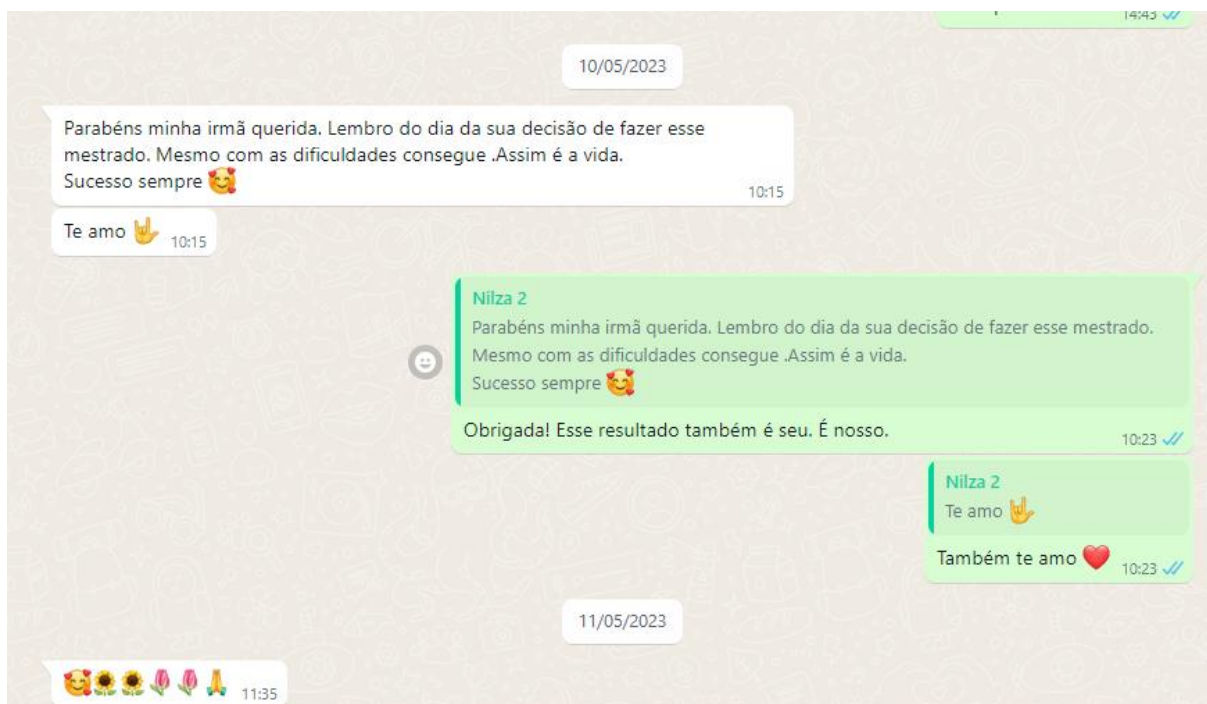 14:43
10/05/2023
Parabéns minha irmã querida. Lembro do dia da sua decisão de fazer esse
mestrado. Mesmo com as dificuldades consegue .Assim é a vida.
Sucesso sempre 🥰
10:15
Te amo 🤟 10:15
Nilza 2
Parabéns minha irmã querida. Lembro do dia da sua decisão de fazer esse mestrado.
Mesmo com as dificuldades consegue .Assim é a vida.
Sucesso sempre 🥰
Obrigada! Esse resultado também é seu. É nosso.
10:23
Nilza 2
Te amo 🤟
Também te amo ❤️ 10:23
11/05/2023
🥰🌻🌻🌷🌷🙏 11:35